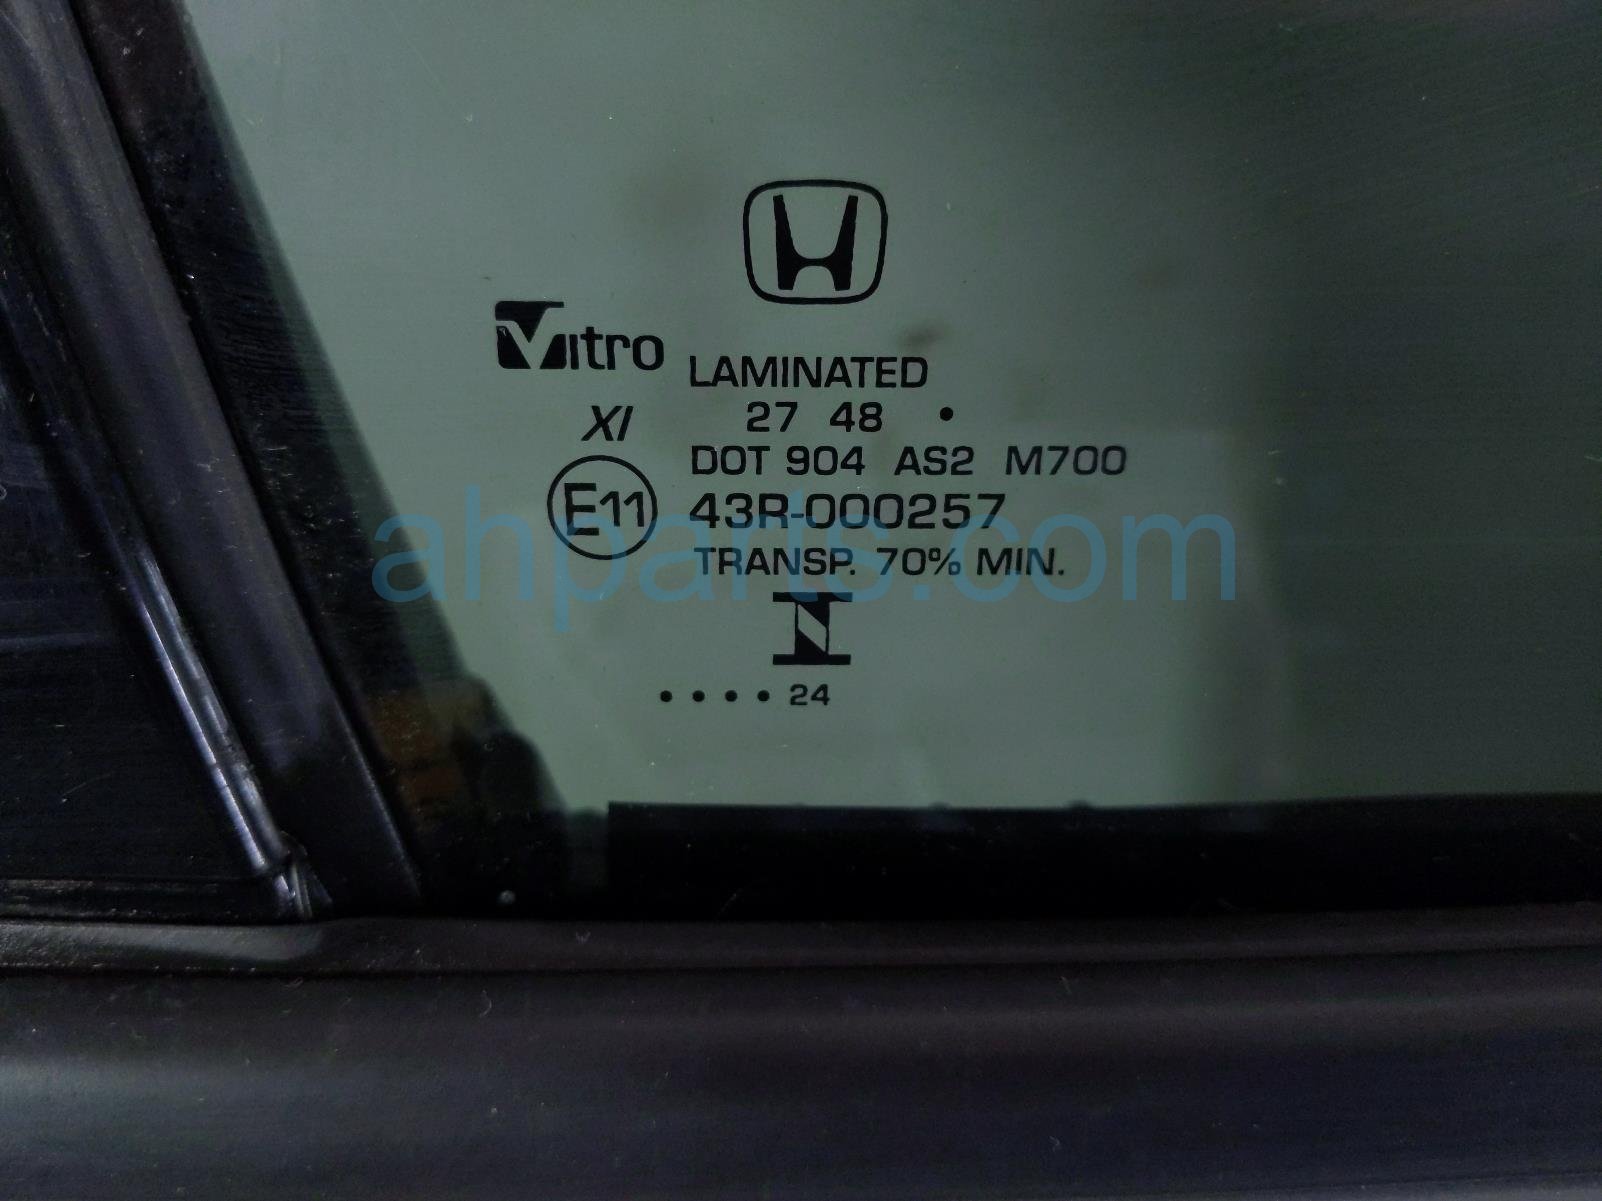 Vitro
LAMINATED
XI
27 48 •
DOT 904 AS2 M700
E11 43R-000257
TRANSP. 70% MIN.
N
• • • • 24
ahparts.com